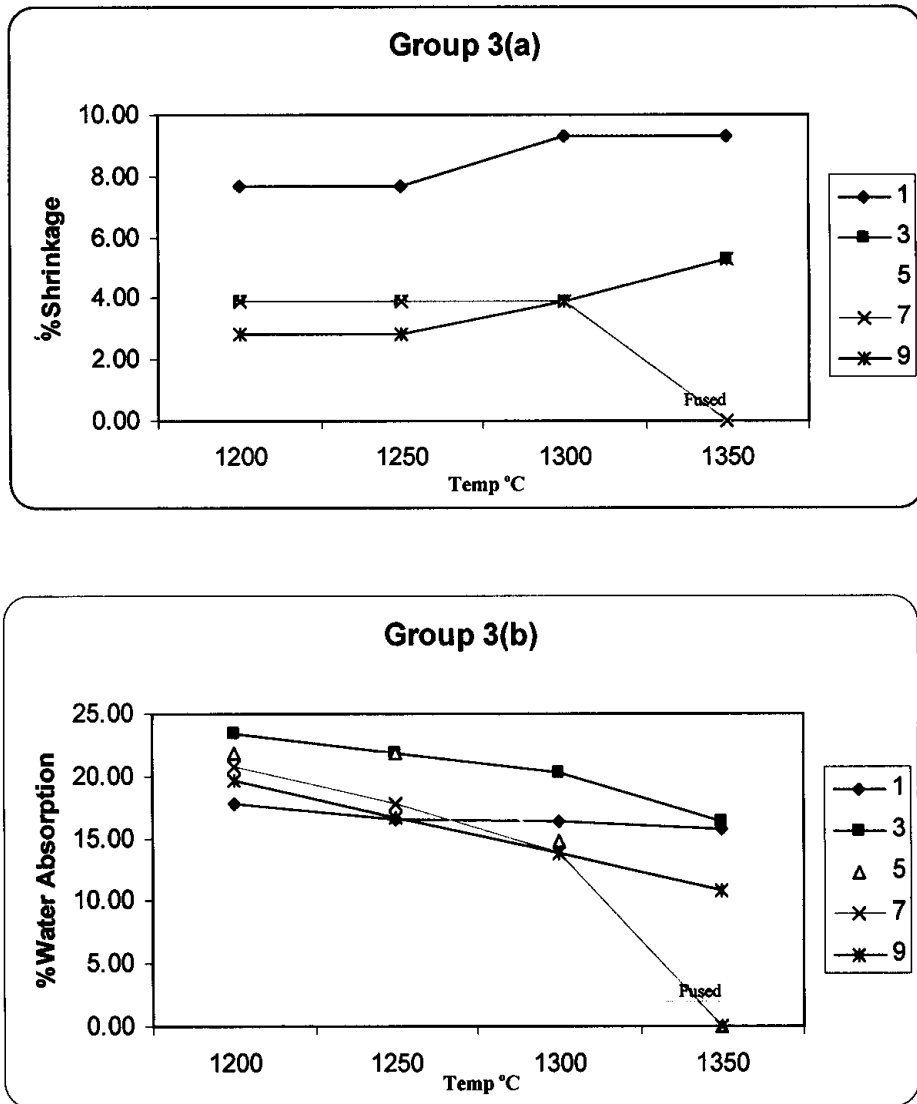 Group 3(a)
%Shrinkage
10.00
8.00
6.00
4.00
2.00
0.00
Fused
1200 1250 1300 1350
Temp °C
1
3
5
7
9
Group 3(b)
%Water Absorption
25.00
20.00
15.00
10.00
5.00
0.00
Fused
1200 1250 1300 1350
Temp °C
1
3
5
7
9